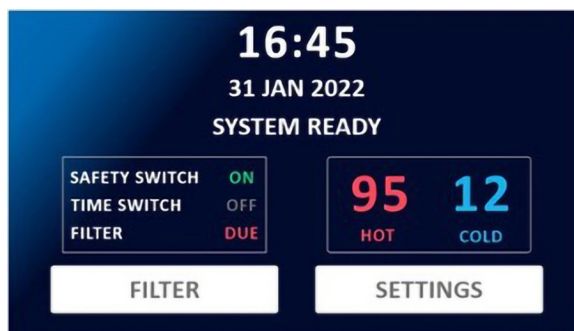 16:45
31 JAN 2022
SYSTEM READY
SAFETY SWITCH ON
TIME SWITCH OFF
FILTER DUE
95 12
HOT COLD
FILTER
SETTINGS